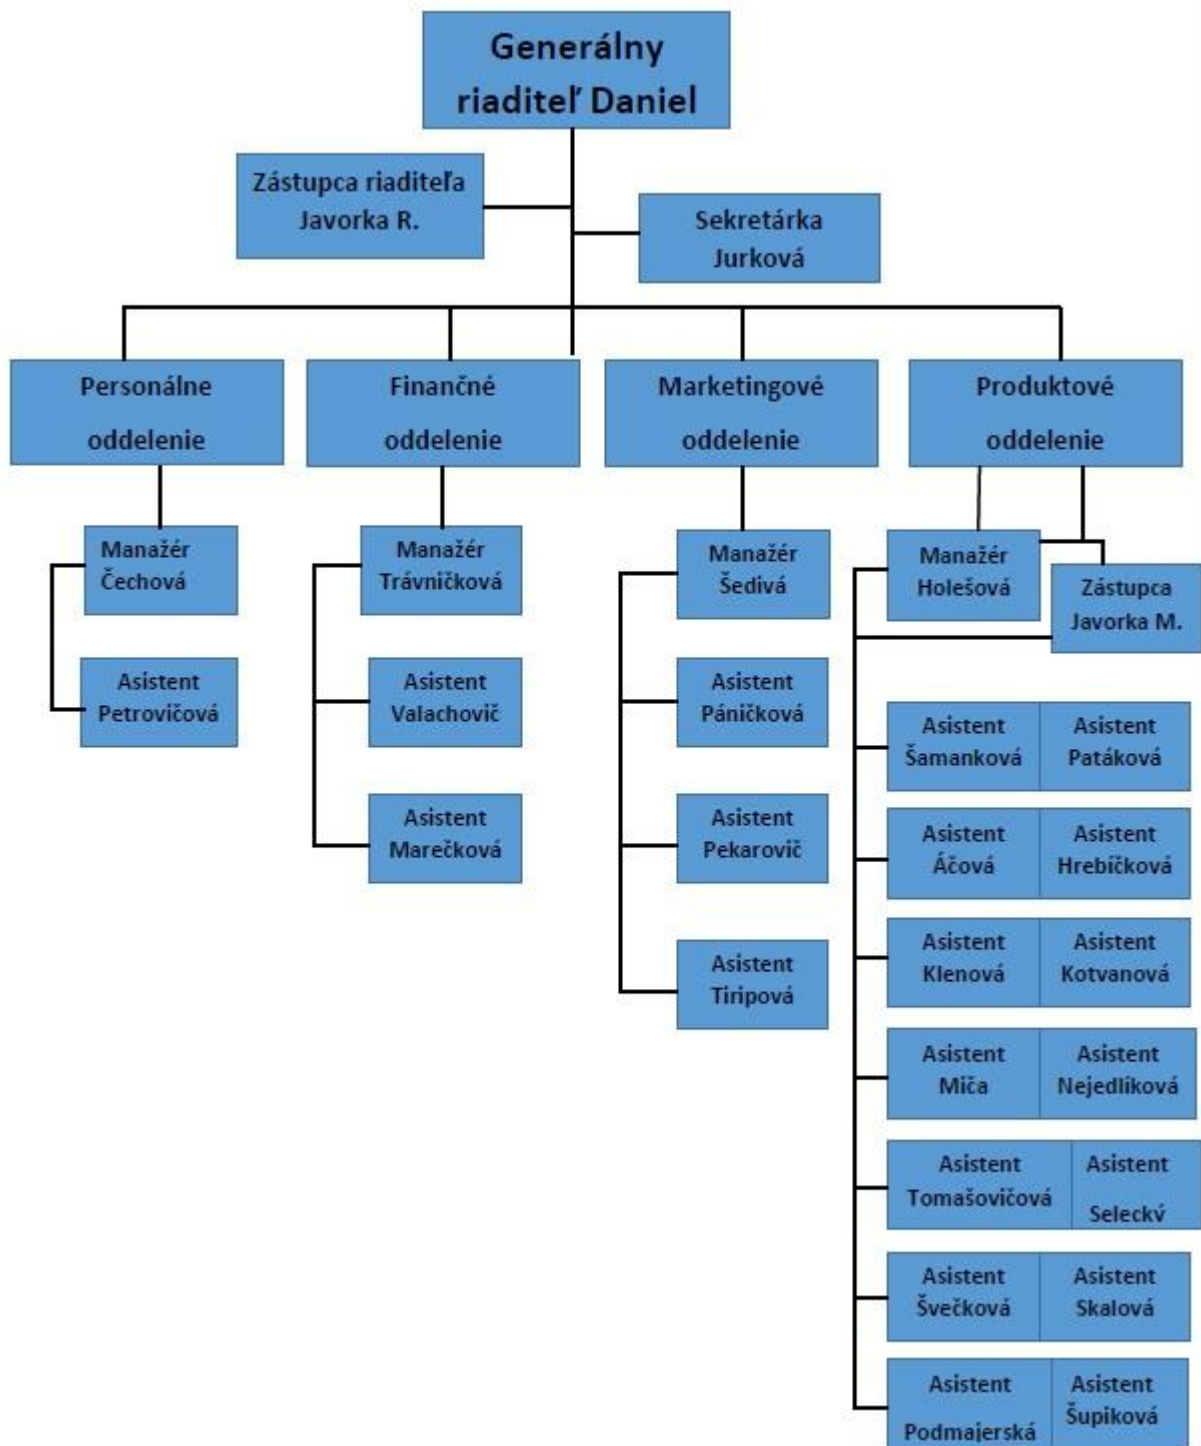 Generálny
riaditeľ Daniel
Zástupca riaditeľa
Javorka R.
Sekretárka
Jurková
Personálne
oddelenie
Finančné
oddelenie
Marketingové
oddelenie
Produktové
oddelenie
Manažér
Čechová
Asistent
Petrovičová
Manažér
Trávničková
Asistent
Valachovič
Asistent
Marečková
Manažér
Šedivá
Asistent
Páničková
Asistent
Pekarovič
Asistent
Tiripová
Manažér
Holešová
Zástupca
Javorka M.
Asistent
Šamanková
Asistent
Patáková
Asistent
Áčová
Asistent
Hrebíčková
Asistent
Klenová
Asistent
Kotvanová
Asistent
Miča
Asistent
Nejedlíková
Asistent
Tomašovičová
Asistent
Selecký
Asistent
Švečková
Asistent
Skalová
Asistent
Podmajerská
Asistent
Šupiková